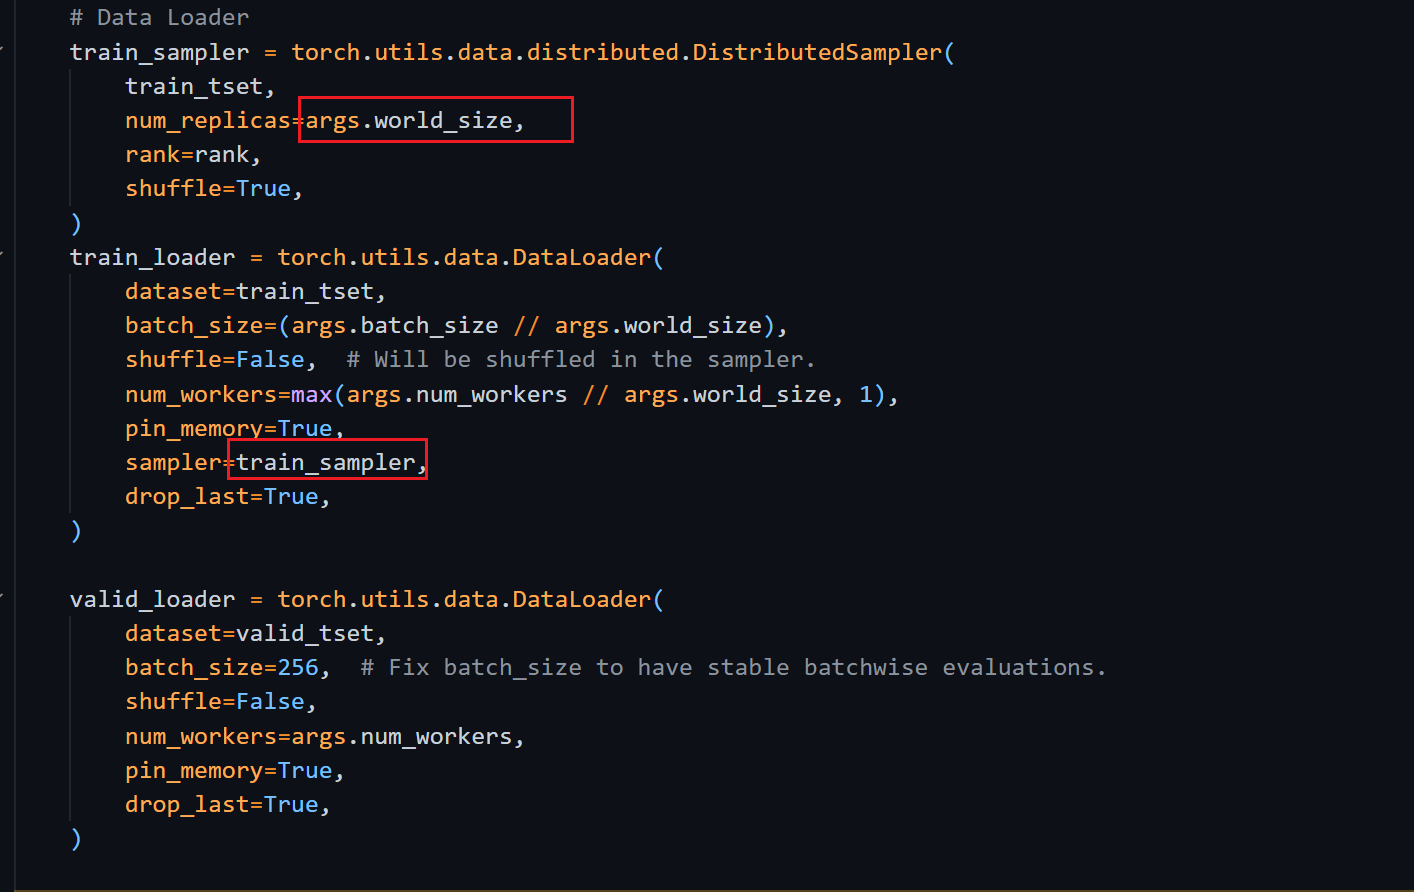 # Data Loader
train_sampler = torch.utils.data.distributed.DistributedSampler(
train_tset,
num_replicas=args.world_size,
rank=rank,
shuffle=True,
)
train_loader = torch.utils.data.DataLoader(
dataset=train_tset,
batch_size=(args.batch_size // args.world_size),
shuffle=False,  # Will be shuffled in the sampler.
num_workers=max(args.num_workers // args.world_size, 1),
pin_memory=True,
sampler=train_sampler,
drop_last=True,
)
valid_loader = torch.utils.data.DataLoader(
dataset=valid_tset,
batch_size=256,  # Fix batch_size to have stable batchwise evaluations.
shuffle=False,
num_workers=args.num_workers,
pin_memory=True,
drop_last=True,
)